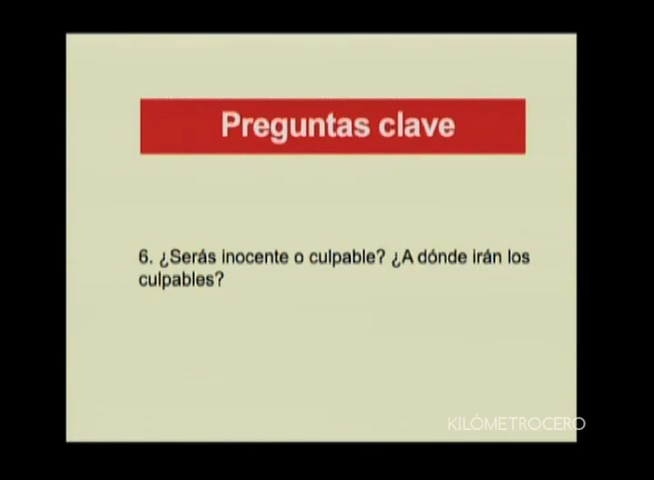 Preguntas clave
6. ¿Serás inocente o culpable? ¿A dónde irán los
culpables?
KILÓMETROCERO